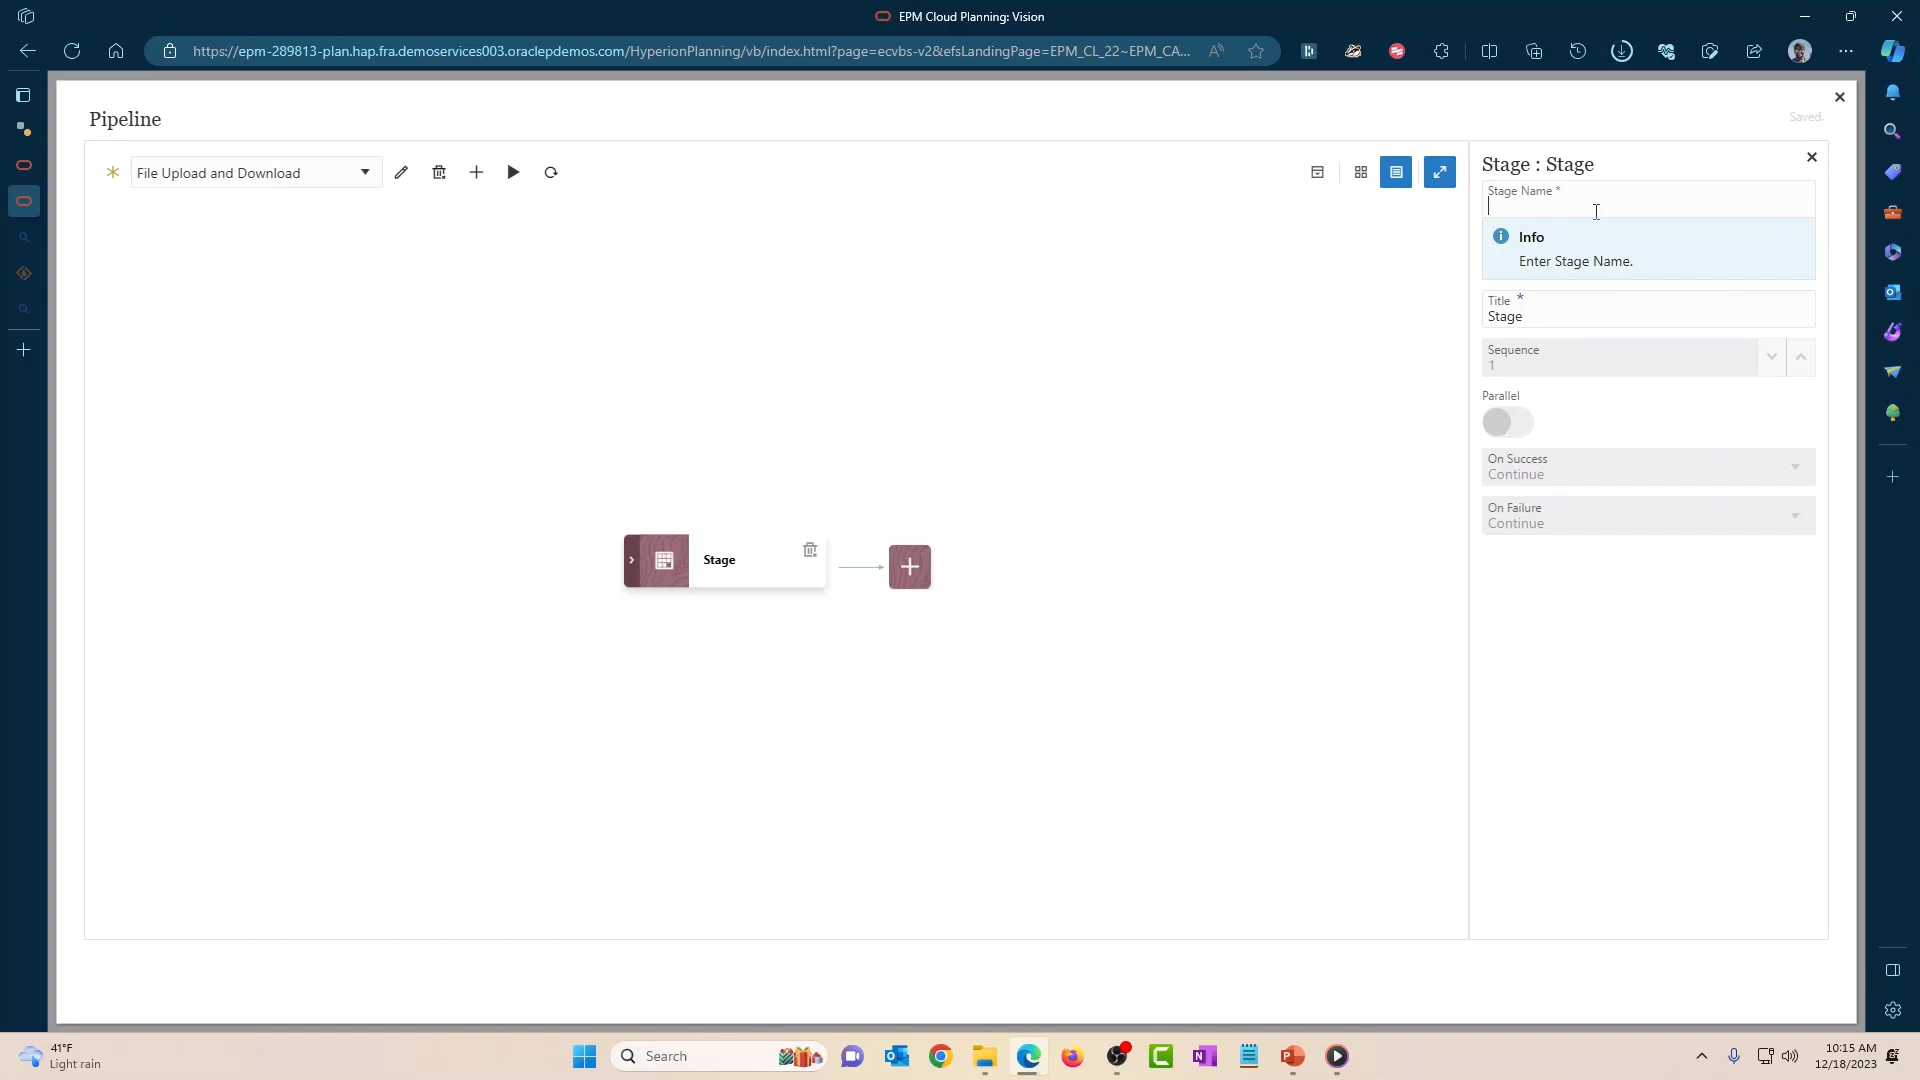 EPM Cloud Planning: Vision
https://epm-289813-plan.hap.fra.demoservices003.oraclepdemos.com/HyperionPlanning/vb/index.html?page=ecvbs-v2&efsLandingPage=EPM_CL_22~EPM_CA...
Pipeline
Saved.
File Upload and Download
Stage : Stage
Stage Name *
Info
Enter Stage Name.
Title *
Stage
Sequence
1
Parallel
On Success
Continue
On Failure
Continue
Stage
41°F
Light rain
Search
10:15 AM
12/18/2023